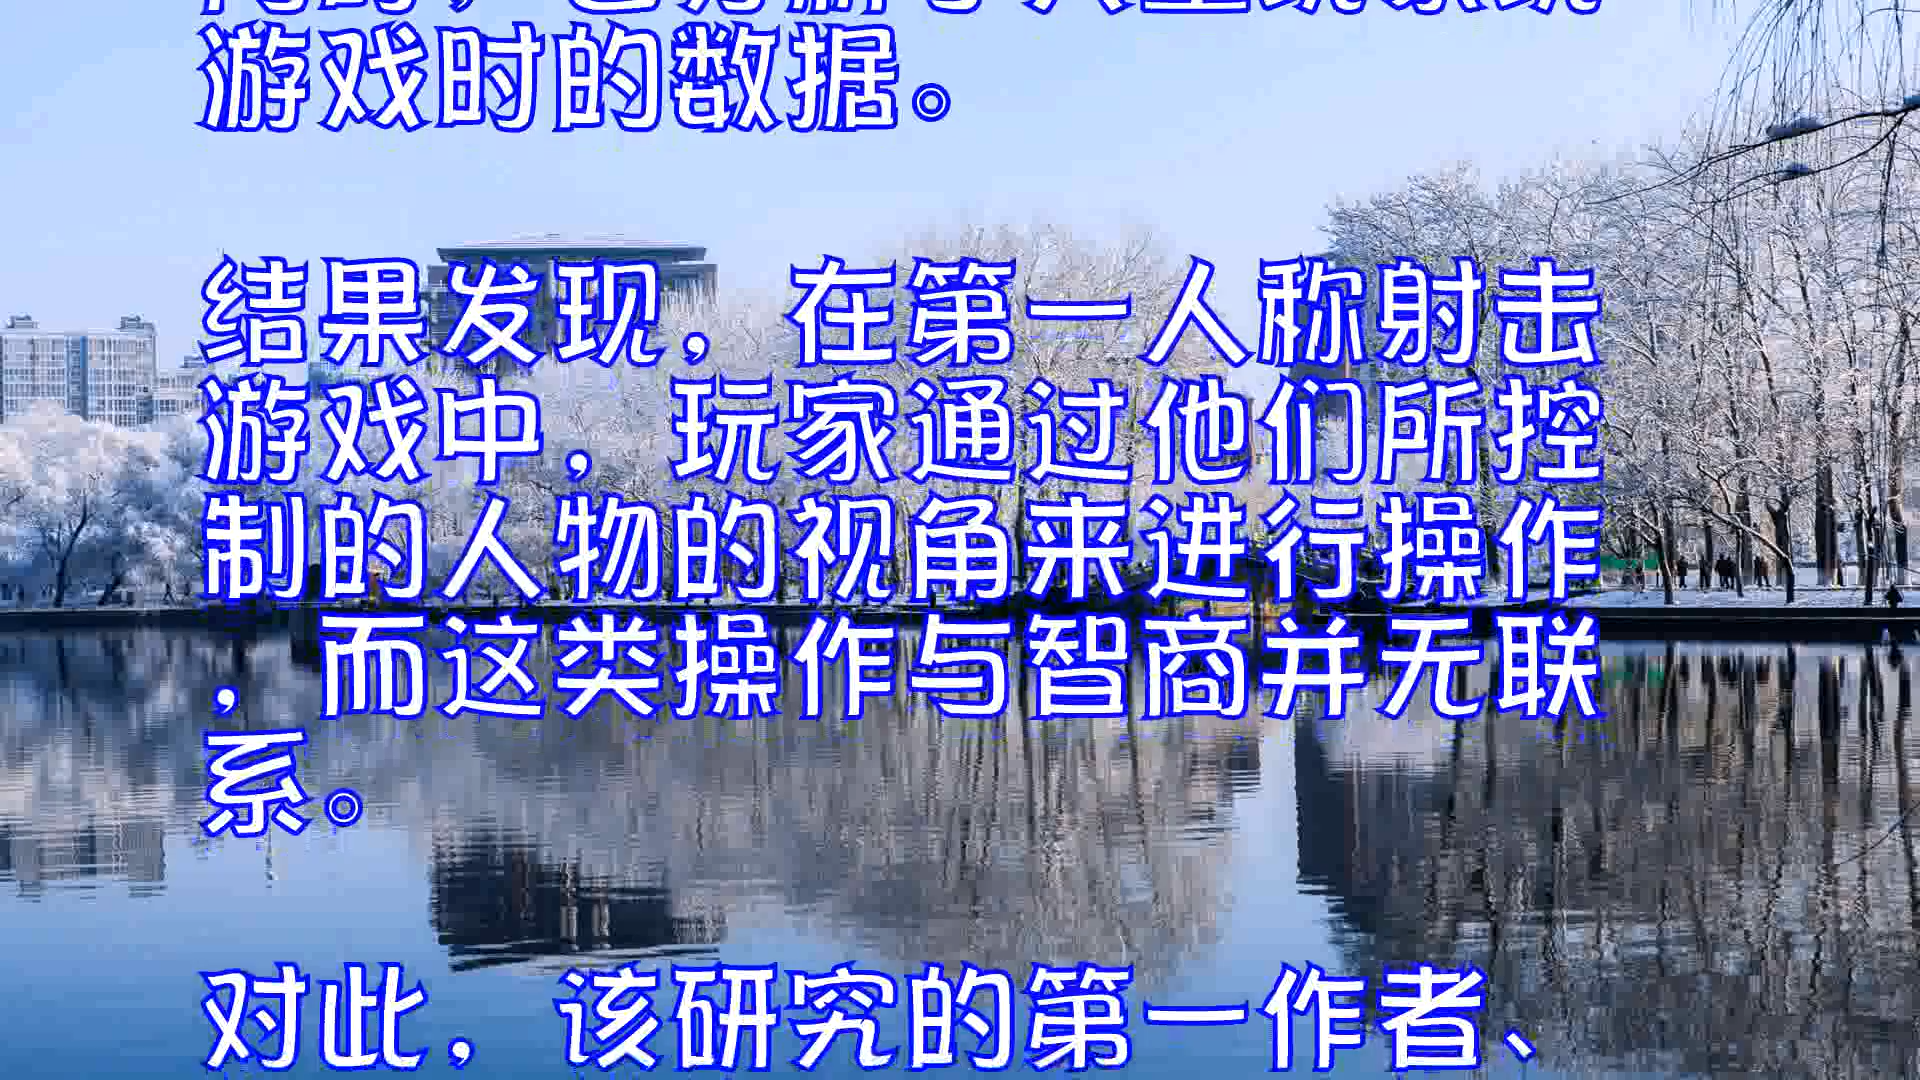 游戏时的数据。
结果发现，在第一人称射击
游戏中，玩家通过他们所控
制的人物的视角来进行操作
，而这类操作与智商并无联
系。
对此，该研究的第一作者、